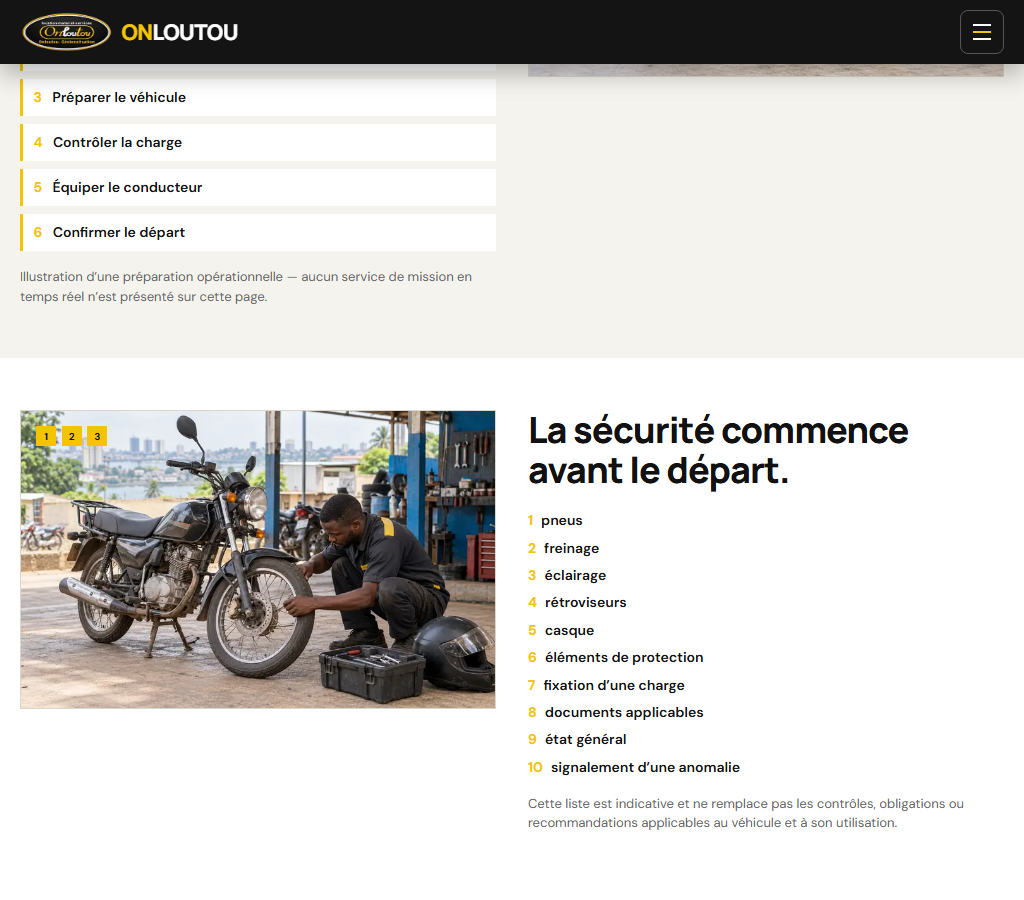 OnLoutou
ONLOUTOU
3 Préparer le véhicule
4 Contrôler la charge
5 Équiper le conducteur
6 Confirmer le départ
Illustration d’une préparation opérationnelle — aucun service de mission en
temps réel n’est présenté sur cette page.
1 2 3
La sécurité commence
avant le départ.
1 pneus
2 freinage
3 éclairage
4 rétroviseurs
5 casque
6 éléments de protection
7 fixation d’une charge
8 documents applicables
9 état général
10 signalement d’une anomalie
Cette liste est indicative et ne remplace pas les contrôles, obligations ou
recommandations applicables au véhicule et à son utilisation.